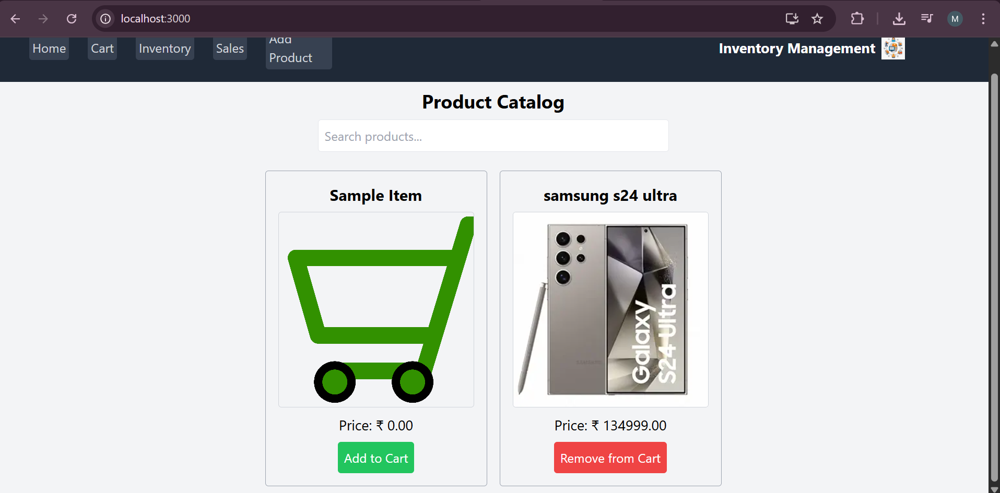 localhost:3000
M
Home
Cart
Inventory
Sales
Add
Product
Inventory Management
Product Catalog
Search products...
Sample Item
samsung s24 ultra
Galaxy
S24 Ultra
SAMSUNG
Price: ₹ 0.00
Price: ₹ 134999.00
Add to Cart
Remove from Cart